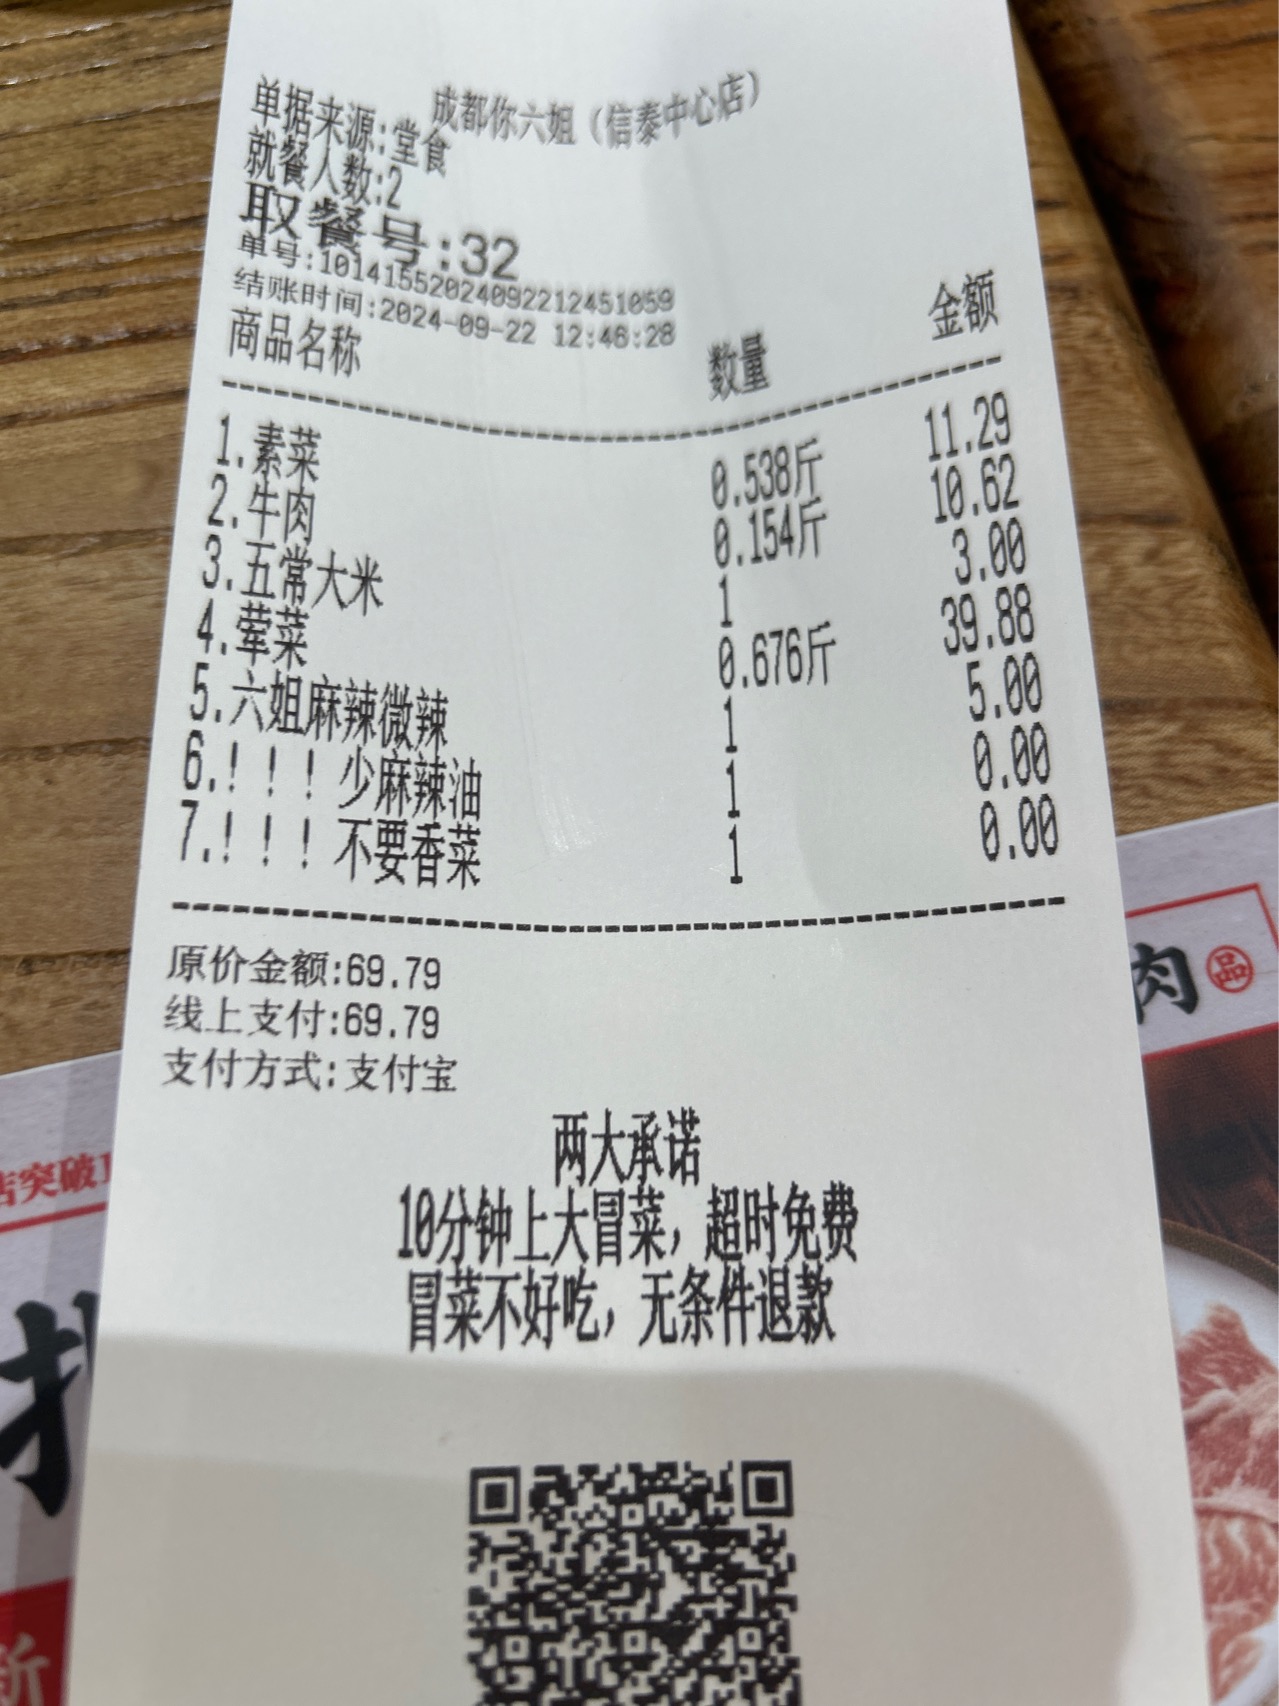 成都你六姐（信泰中心店）
单据来源:堂食
就餐人数:2
取餐号:32
单号:10141552024092212451059
结账时间:2024-09-22 12:46:28
商品名称 数量 金额
1.素菜 0.538斤 11.29
2.牛肉 0.154斤 10.62
3.五常大米 1 3.00
4.荤菜 0.676斤 39.88
5.六姐麻辣微辣 1 5.00
6.！！！少麻辣油 1 0.00
7.！！！不要香菜 1 0.00
原价金额:69.79
线上支付:69.79
支付方式:支付宝
两大承诺
10分钟上大冒菜，超时免费
冒菜不好吃，无条件退款
肉
品
店突破
新